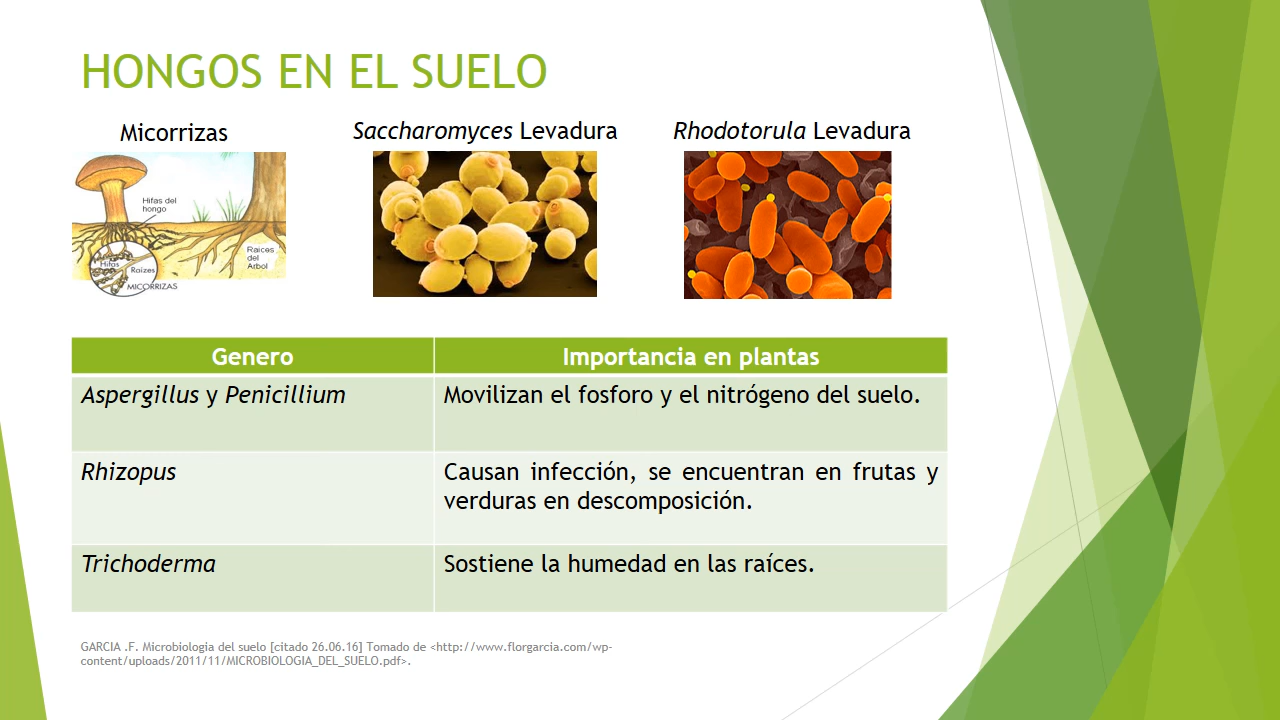 HONGOS EN EL SUELO
Micorrizas
Saccharomyces Levadura
Rhodotorula Levadura
Hifas del
hongo
Raices
del
Arbol
Hifas
Raízes
MICORRIZAS
Genero
Importancia en plantas
Aspergillus y Penicillium
Movilizan el fosforo y el nitrógeno del suelo.
Rhizopus
Causan infección, se encuentran en frutas y
verduras en descomposición.
Trichoderma
Sostiene la humedad en las raíces.
GARCIA .F. Microbiologia del suelo [citado 26.06.16] Tomado de <http://www.florgarcia.com/wp-
content/uploads/2011/11/MICROBIOLOGIA_DEL_SUELO.pdf>.